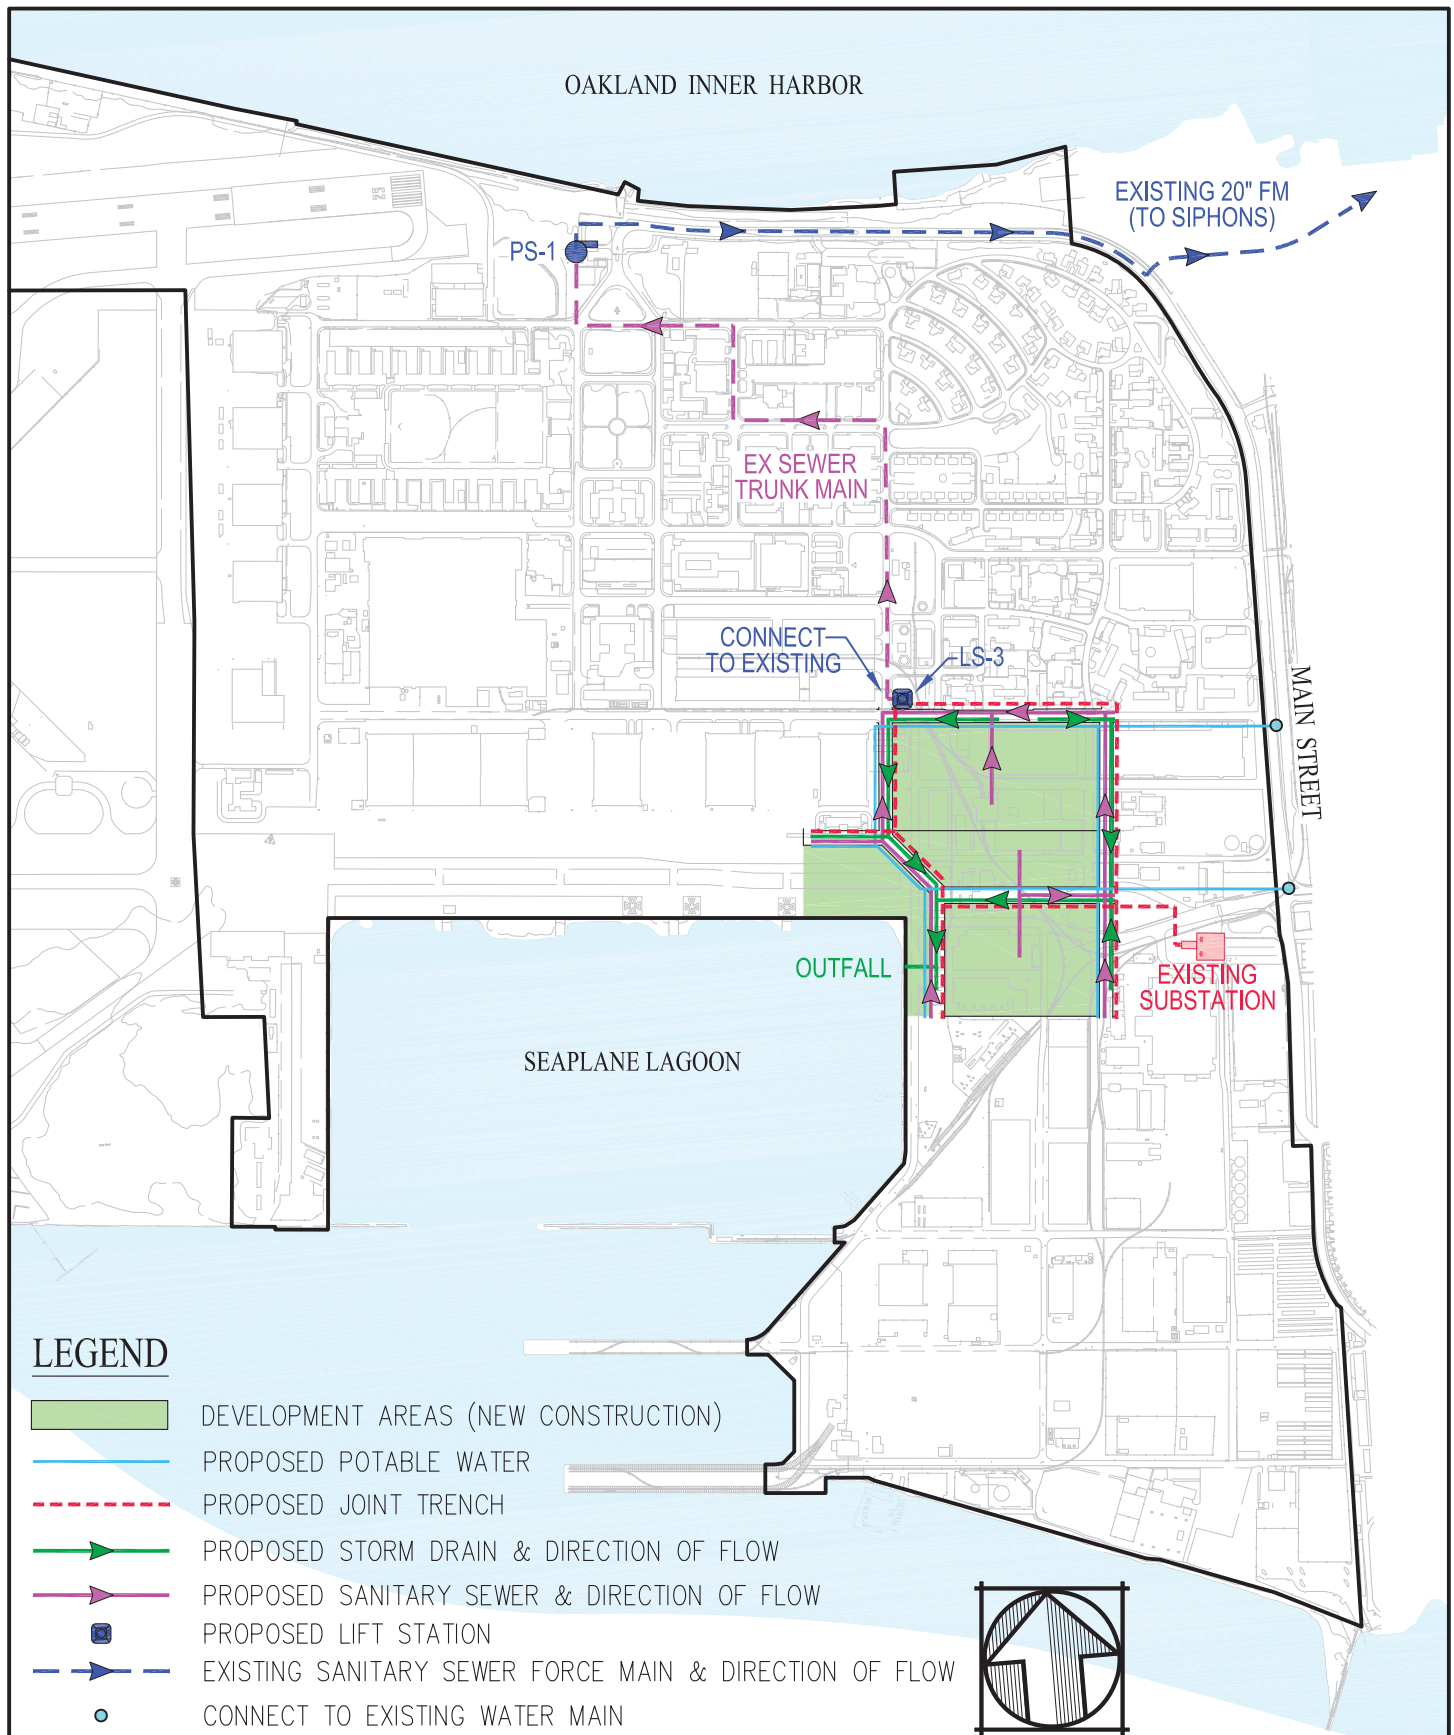 OAKLAND INNER HARBOR
EXISTING 20" FM
(TO SIPHONS)
PS-1
EX SEWER
TRUNK MAIN
CONNECT
TO EXISTING
LS-3
MAIN STREET
OUTFALL
EXISTING
SUBSTATION
SEAPLANE LAGOON
LEGEND
DEVELOPMENT AREAS (NEW CONSTRUCTION)
PROPOSED POTABLE WATER
PROPOSED JOINT TRENCH
PROPOSED STORM DRAIN & DIRECTION OF FLOW
PROPOSED SANITARY SEWER & DIRECTION OF FLOW
PROPOSED LIFT STATION
EXISTING SANITARY SEWER FORCE MAIN & DIRECTION OF FLOW
CONNECT TO EXISTING WATER MAIN